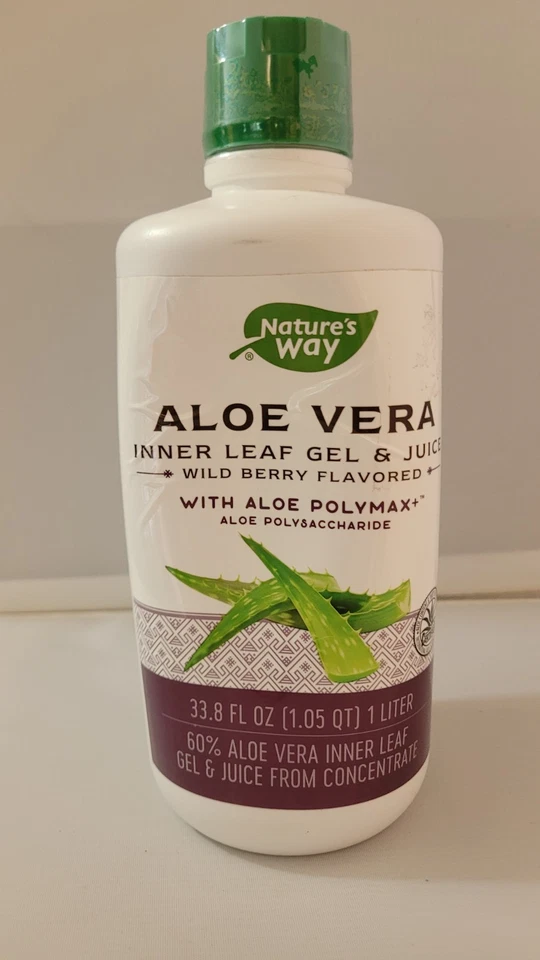 Nature's
Way®
ALOE VERA
INNER LEAF GEL & JUICE
WILD BERRY FLAVORED
WITH ALOE POLYMAX+™
ALOE POLYSACCHARIDE
33.8 FL OZ (1.05 QT) 1 LITER
60% ALOE VERA INNER LEAF
GEL & JUICE FROM CONCENTRATE